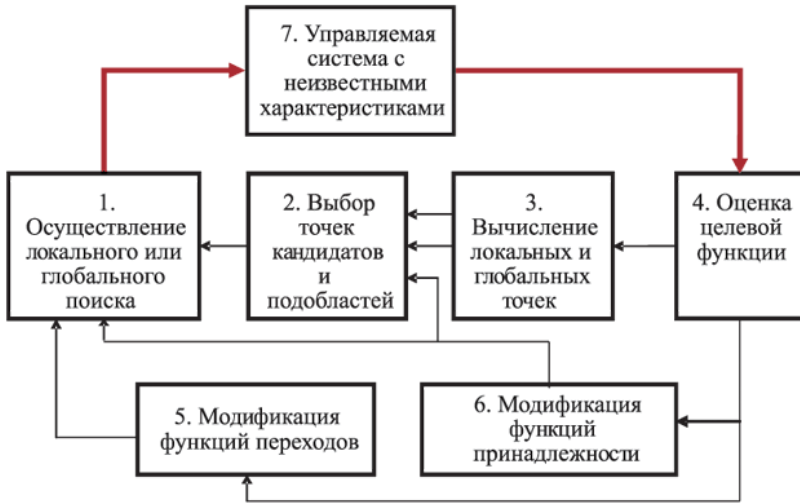 7. Управляемая
система с
неизвестными
характеристиками
1.
Осуществление
локального или
глобального
поиска
2. Выбор
точек
кандидатов
и
подобластей
3.
Вычисление
локальных и
глобальных
точек
4. Оценка
целевой
функции
5. Модификация
функций переходов
6. Модификация
функций
принадлежности